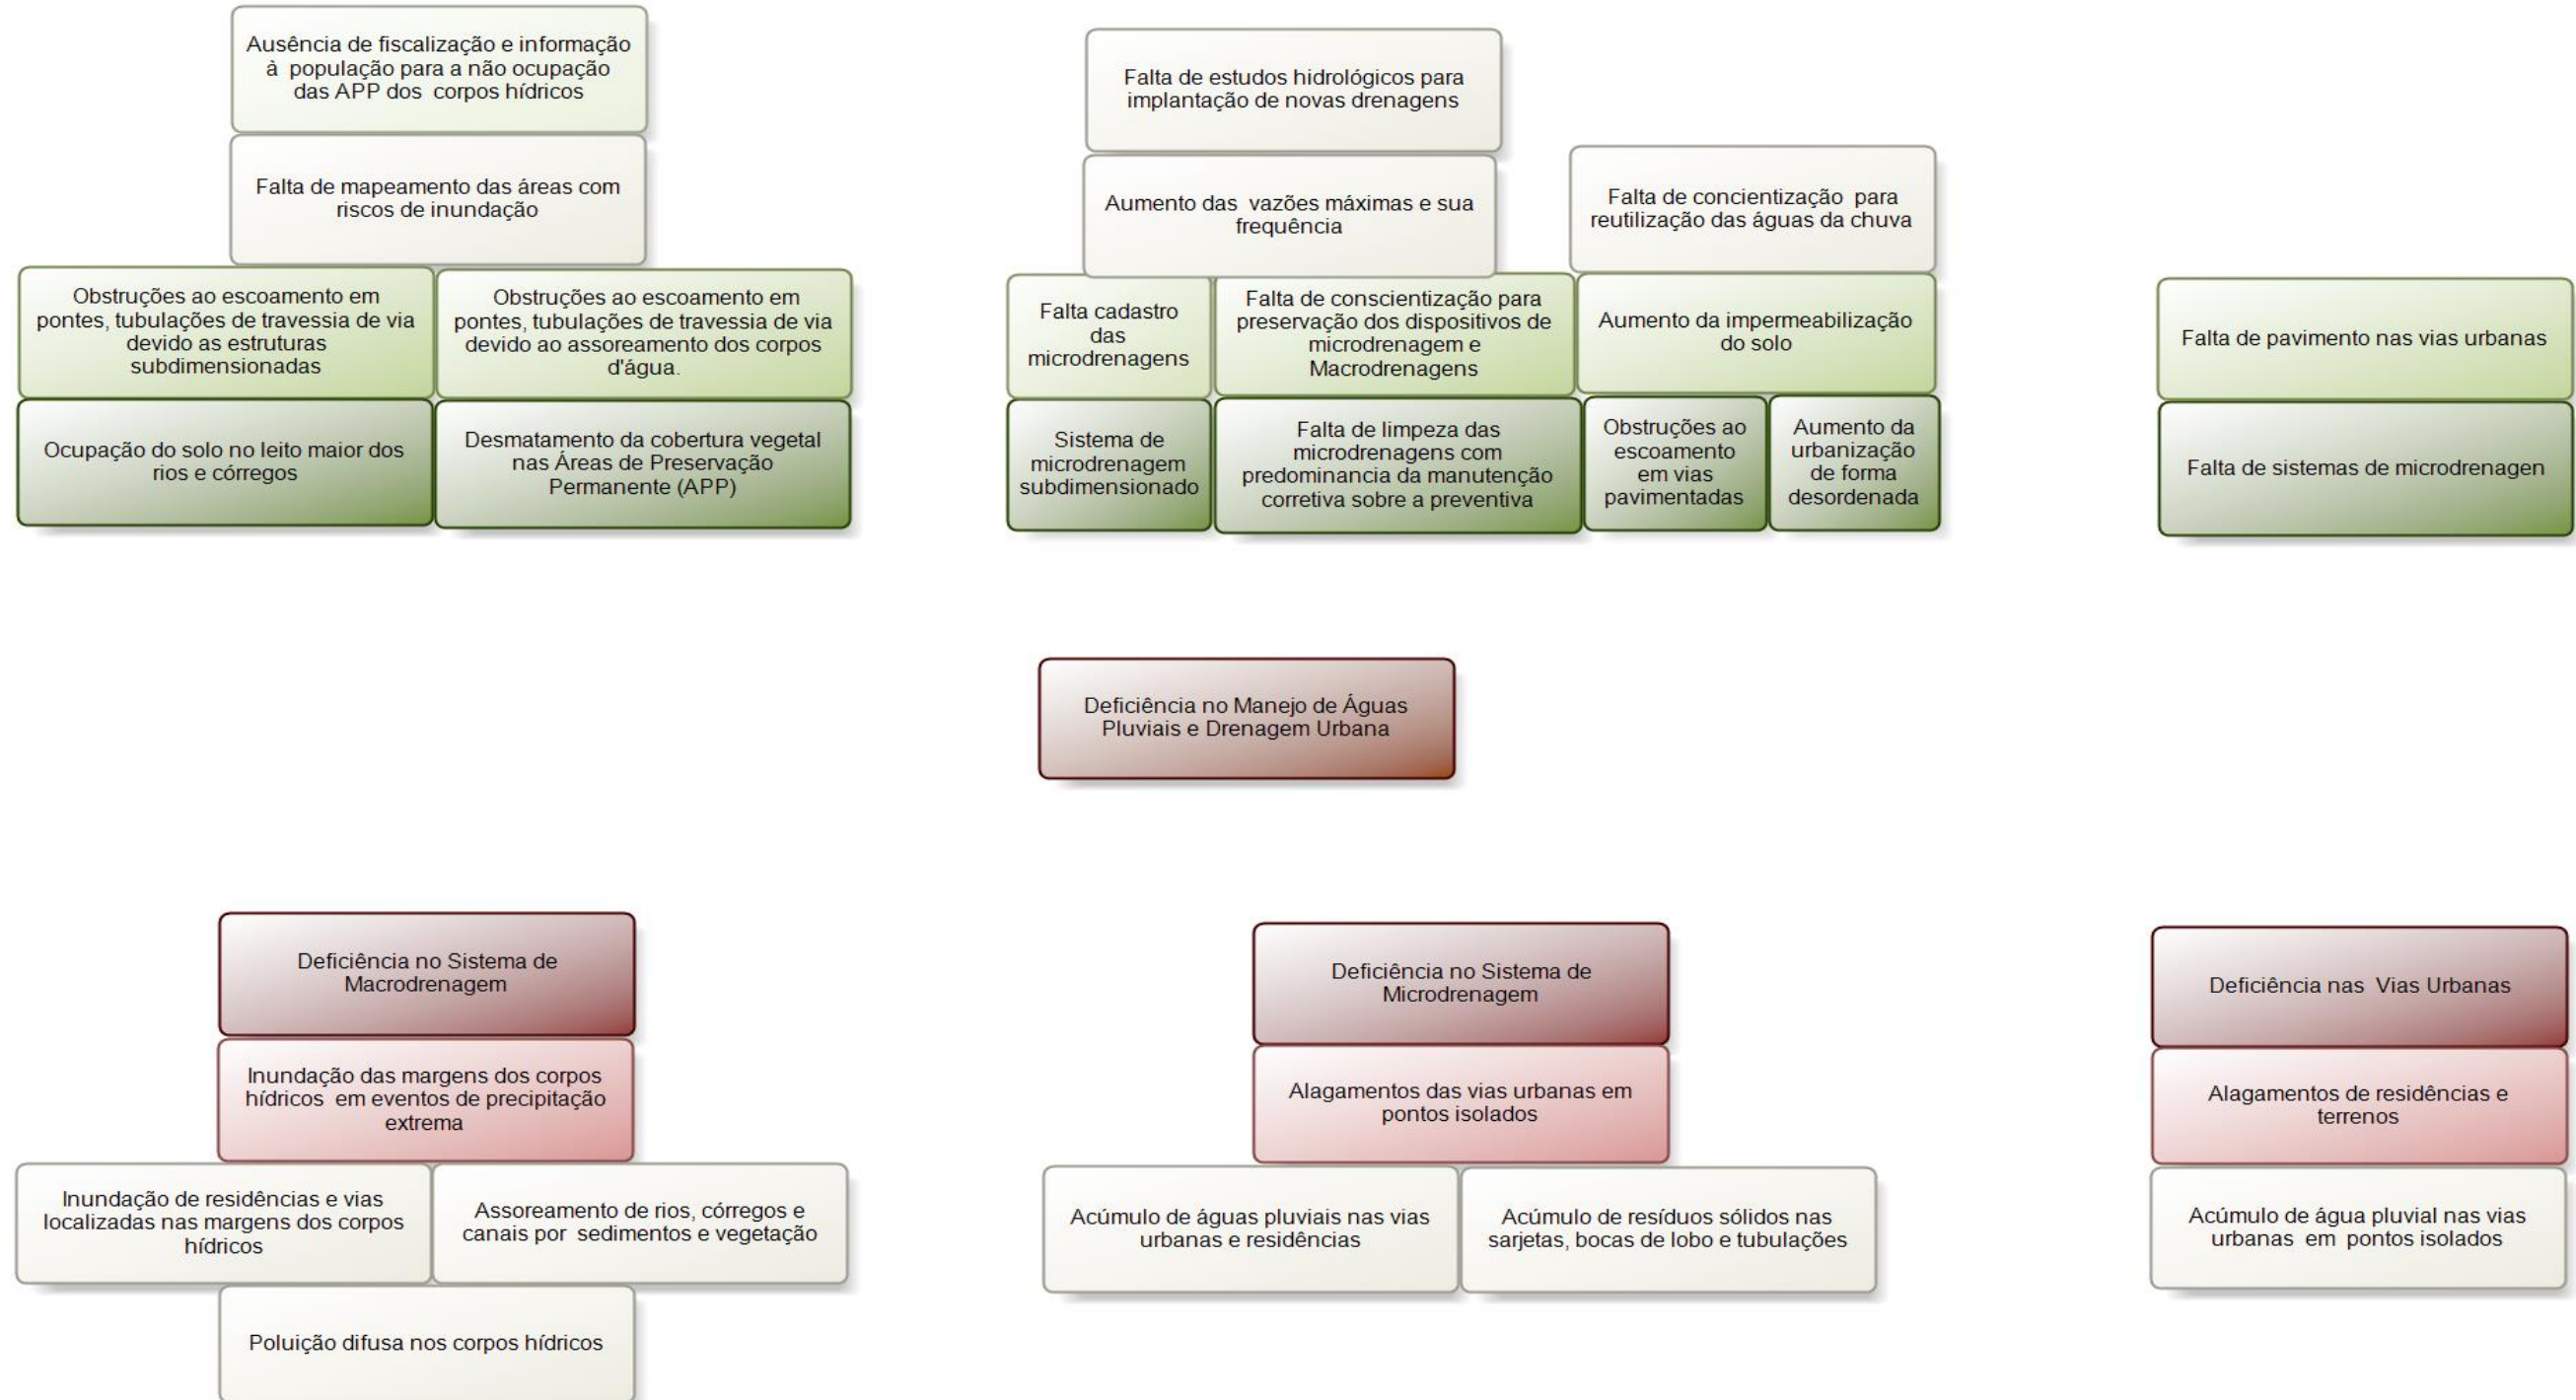 Ausência de fiscalização e informação
à população para a não ocupação
das APP dos corpos hídricos
Falta de mapeamento das áreas com
riscos de inundação
Obstruções ao escoamento em
pontes, tubulações de travessia de via
devido as estruturas
subdimensionadas
Obstruções ao escoamento em
pontes, tubulações de travessia de via
devido ao assoreamento dos corpos
d'água.
Ocupação do solo no leito maior dos
rios e córregos
Desmatamento da cobertura vegetal
nas Áreas de Preservação
Permanente (APP)
Falta de estudos hidrológicos para
implantação de novas drenagens
Aumento das vazões máximas e sua
frequência
Falta de concientização para
reutilização das águas da chuva
Falta cadastro
das
microdrenagens
Falta de conscientização para
preservação dos dispositivos de
microdrenagem e
Macrodrenagens
Aumento da impermeabilização
do solo
Sistema de
microdrenagem
subdimensionado
Falta de limpeza das
microdrenagens com
predominancia da manutenção
corretiva sobre a preventiva
Obstruções ao
escoamento
em vias
pavimentadas
Aumento da
urbanização
de forma
desordenada
Falta de pavimento nas vias urbanas
Falta de sistemas de microdrenagen
Deficiência no Manejo de Águas
Pluviais e Drenagem Urbana
Deficiência no Sistema de
Macrodrenagem
Inundação das margens dos corpos
hídricos em eventos de precipitação
extrema
Inundação de residências e vias
localizadas nas margens dos corpos
hídricos
Assoreamento de rios, córregos e
canais por sedimentos e vegetação
Poluição difusa nos corpos hídricos
Deficiência no Sistema de
Microdrenagem
Alagamentos das vias urbanas em
pontos isolados
Acúmulo de águas pluviais nas vias
urbanas e residências
Acúmulo de resíduos sólidos nas
sarjetas, bocas de lobo e tubulações
Deficiência nas Vias Urbanas
Alagamentos de residências e
terrenos
Acúmulo de água pluvial nas vias
urbanas em pontos isolados